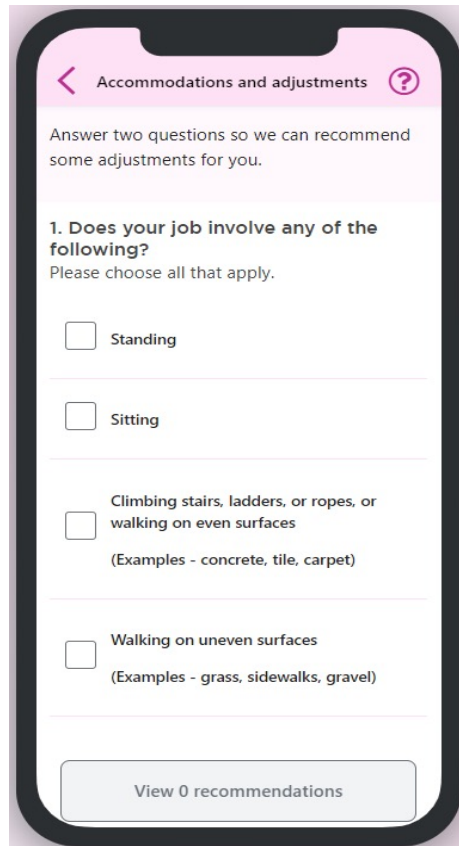 Accommodations and adjustments ?
Answer two questions so we can recommend
some adjustments for you.
1. Does your job involve any of the
following?
Please choose all that apply.
Standing
Sitting
Climbing stairs, ladders, or ropes, or
walking on even surfaces
(Examples - concrete, tile, carpet)
Walking on uneven surfaces
(Examples - grass, sidewalks, gravel)
View 0 recommendations